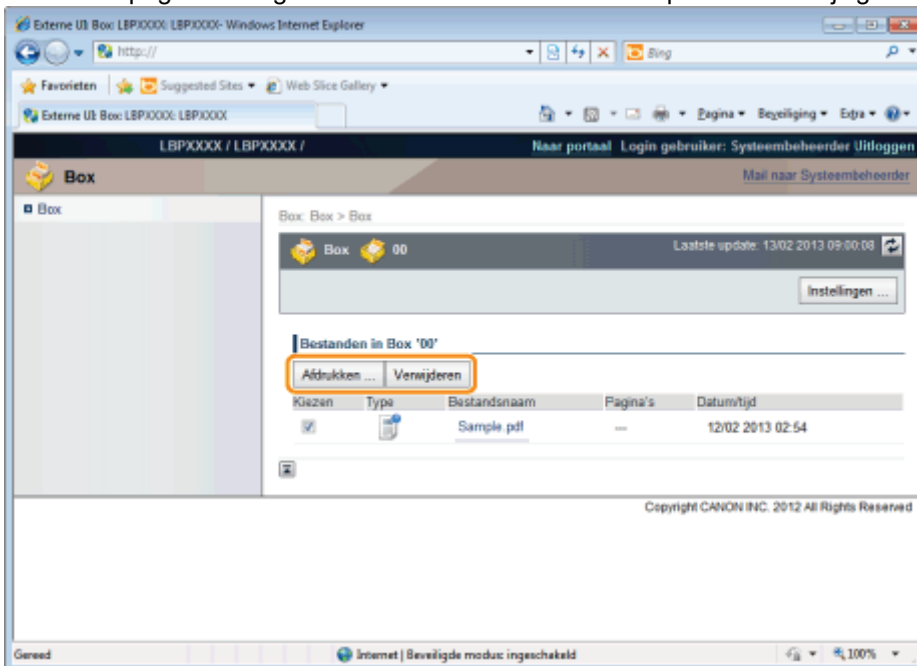 Externe UI: Box: LBPXXXX: LBPXXXX- Windows Internet Explorer
http://
Bing
Favorieten Suggested Sites Web Slice Gallery
Externe UI: Box: LBPXXXX: LBPXXXX
Pagina Beveiliging Extra
LBPXXXX / LBPXXXX /
Naar portaal Login gebruiker: Systeembeheerder Uitloggen
Box
Mail naar Systeembeheerder
Box
Box: Box > Box
Box 00
Laatste update: 13/02 2013 09:00:08
Instellingen ...
Bestanden in Box '00'
Afdrukken ... Verwijderen
Kiezen Type Bestandsnaam Pagina's Datum/tijd
Sample.pdf --- 12/02 2013 02:54
Copyright CANON INC. 2012 All Rights Reserved
Gereed
Internet | Beveiligde modus: ingeschakeld
100%